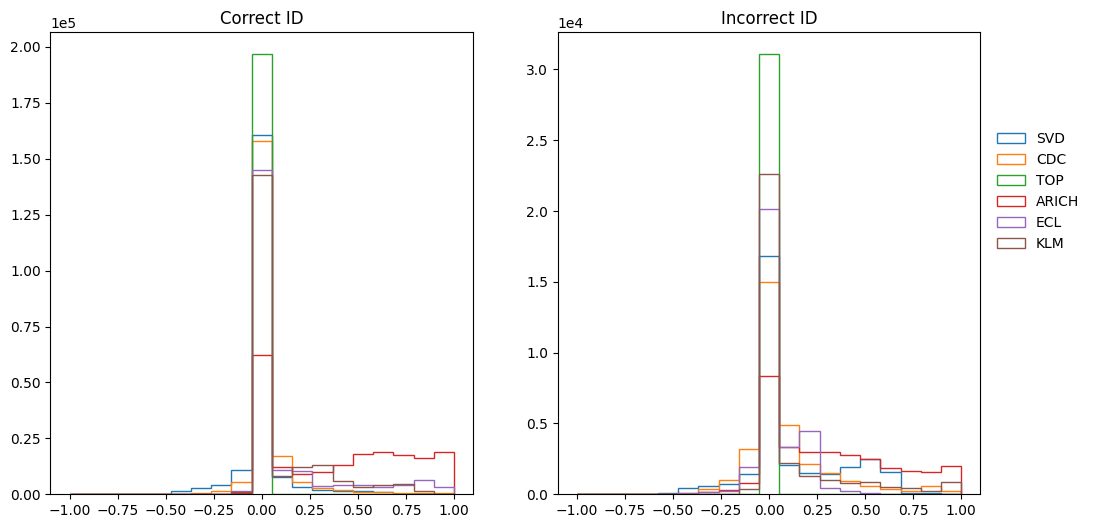 Correct ID
1e5
2.00
1.75
1.50
1.25
1.00
0.75
0.50
0.25
0.00
−1.00 −0.75 −0.50 −0.25 0.00 0.25 0.50 0.75 1.00
Incorrect ID
1e4
3.0
2.5
2.0
1.5
1.0
0.5
0.0
−1.00 −0.75 −0.50 −0.25 0.00 0.25 0.50 0.75 1.00
SVD
CDC
TOP
ARICH
ECL
KLM